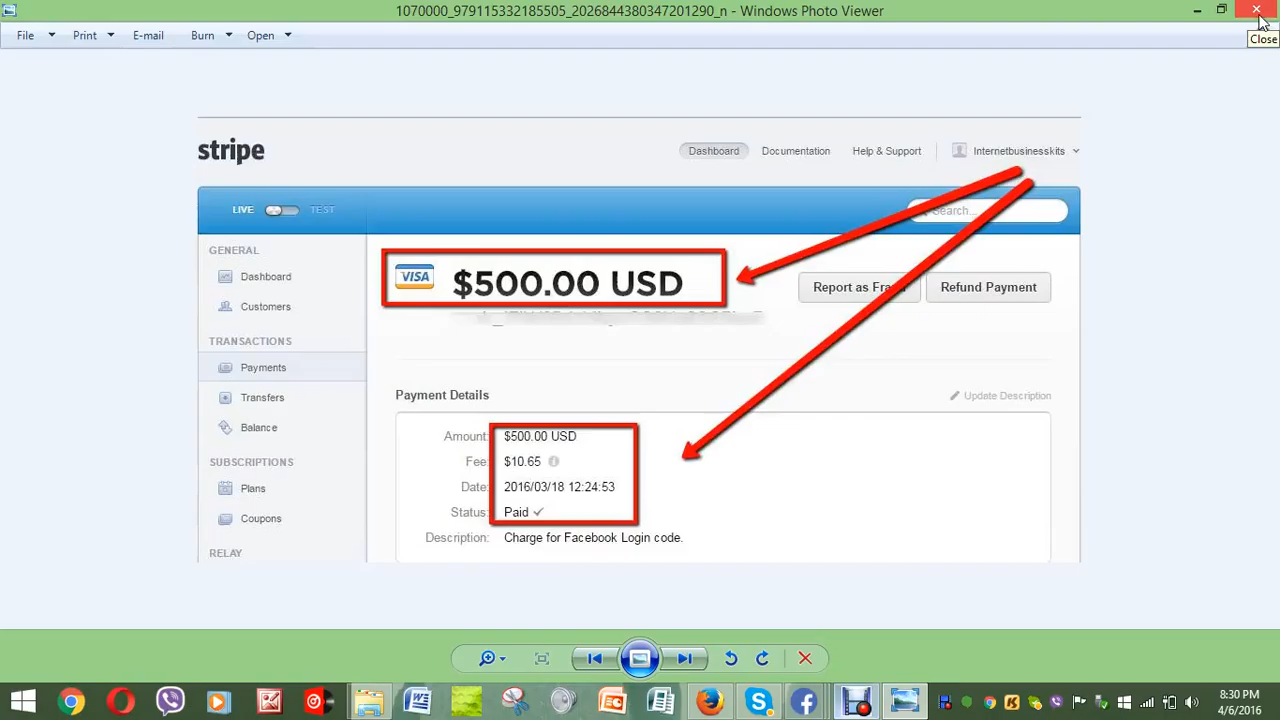 1070000_979115332185505_2026844380347201290_n - Windows Photo Viewer
File Print E-mail Burn Open
Close
stripe Dashboard Documentation Help & Support Internetbusinesskits
LIVE TEST Search...
GENERAL
Dashboard
Customers
TRANSACTIONS
Payments
Transfers
Balance
SUBSCRIPTIONS
Plans
Coupons
RELAY
VISA $500.00 USD
Report as Refund Payment
Payment Details Update Description
Amount: $500.00 USD
Fee: $10.65
Date: 2016/03/18 12:24:53
Status: Paid
Description: Charge for Facebook Login code.
8:30 PM
4/6/2016